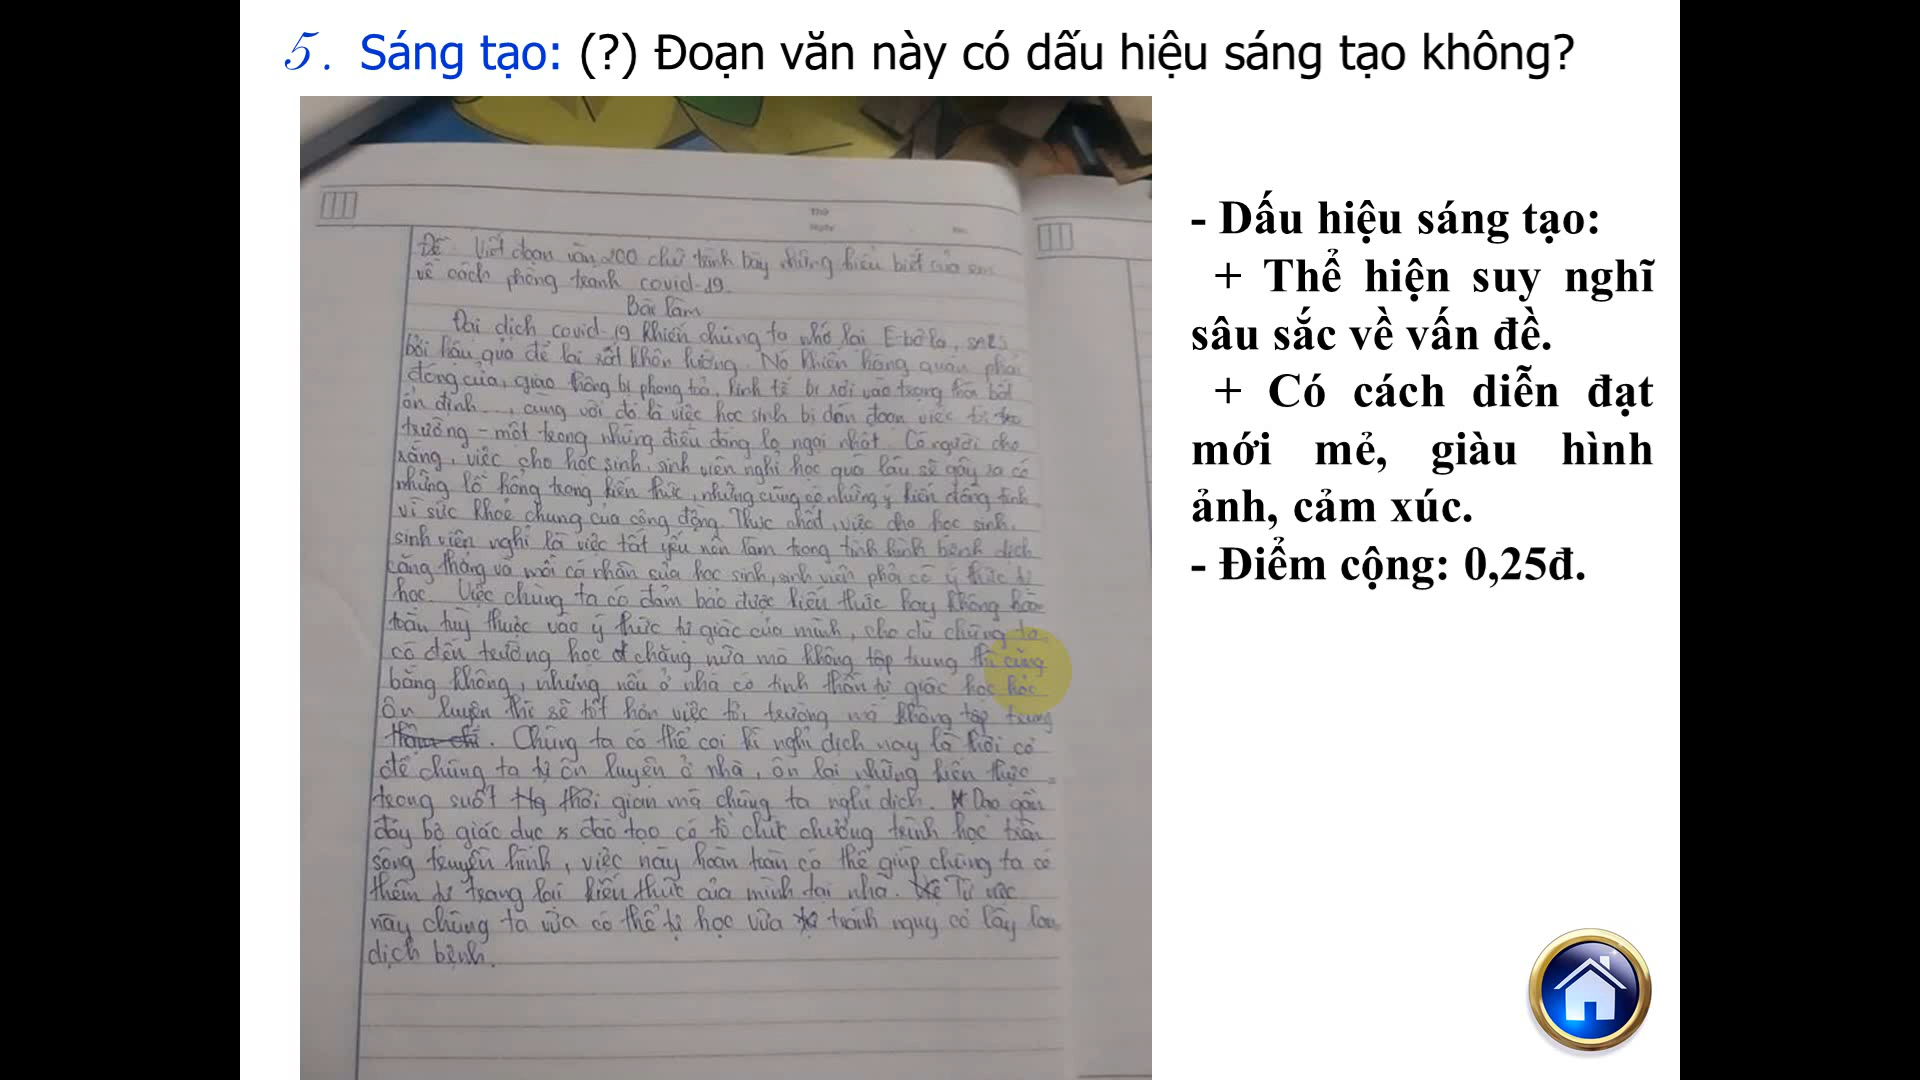 5. Sáng tạo: (?) Đoạn văn này có dấu hiệu sáng tạo không?
Thứ
Ngày
No.
Đề: Viết đoạn văn 200 chữ trình bày những hiểu biết của em
về cách phòng tránh covid-19.
Bài làm
Đại dịch covid-19 khiến chúng ta nhớ lại E-bô-la, SARS
bởi hậu quả để lại rất khôn lường. Nó khiến hàng quán phải
đóng cửa, giao thông bị phong toả, kinh tế bị rơi vào trạng thái bất
ổn định..., cùng với đó là việc học sinh bị gián đoạn việc tới
trường - một trong những điều đáng lo ngại nhất. Có người cho
rằng, việc cho học sinh, sinh viên nghỉ học quá lâu sẽ gây ra có
những lỗ hổng trong kiến thức, nhưng cũng có những ý kiến đồng tình
vì sức khoẻ chung của cộng đồng. Thực chất, việc cho học sinh,
sinh viên nghỉ là việc tất yếu nên làm trong tình hình bệnh dịch
căng thẳng và mỗi cá nhân của học sinh, sinh viên phải có ý thức tự
học. Việc chúng ta có đảm bảo được kiến thức hay không hoàn
toàn tuỳ thuộc vào ý thức tự giác của mình, cho dù chúng ta
có đến trường học chăng nữa mà không tập trung thì cũng
bằng không, nhưng nếu ở nhà có tinh thần tự giác học hỏi
ôn luyện thì sẽ tốt hơn việc tới trường mà không tập trung
. Chúng ta có thể coi kì nghỉ dịch này là thời cơ
để chúng ta tự ôn luyện ở nhà, ôn lại những kiến thức
trong suốt thời gian mà chúng ta nghỉ dịch. Dạo gần
đây bộ giáo dục & đào tạo có tổ chức chương trình học trên
sóng truyền hình, việc này hoàn toàn có thể giúp chúng ta có
thêm tự trang lại kiến thức của mình tại nhà. Từ việc
này chúng ta vừa có thể tự học vừa tránh nguy cơ lây lan
dịch bệnh.
- Dấu hiệu sáng tạo:
+ Thể hiện suy nghĩ
sâu sắc về vấn đề.
+ Có cách diễn đạt
mới mẻ, giàu hình
ảnh, cảm xúc.
- Điểm cộng: 0,25đ.